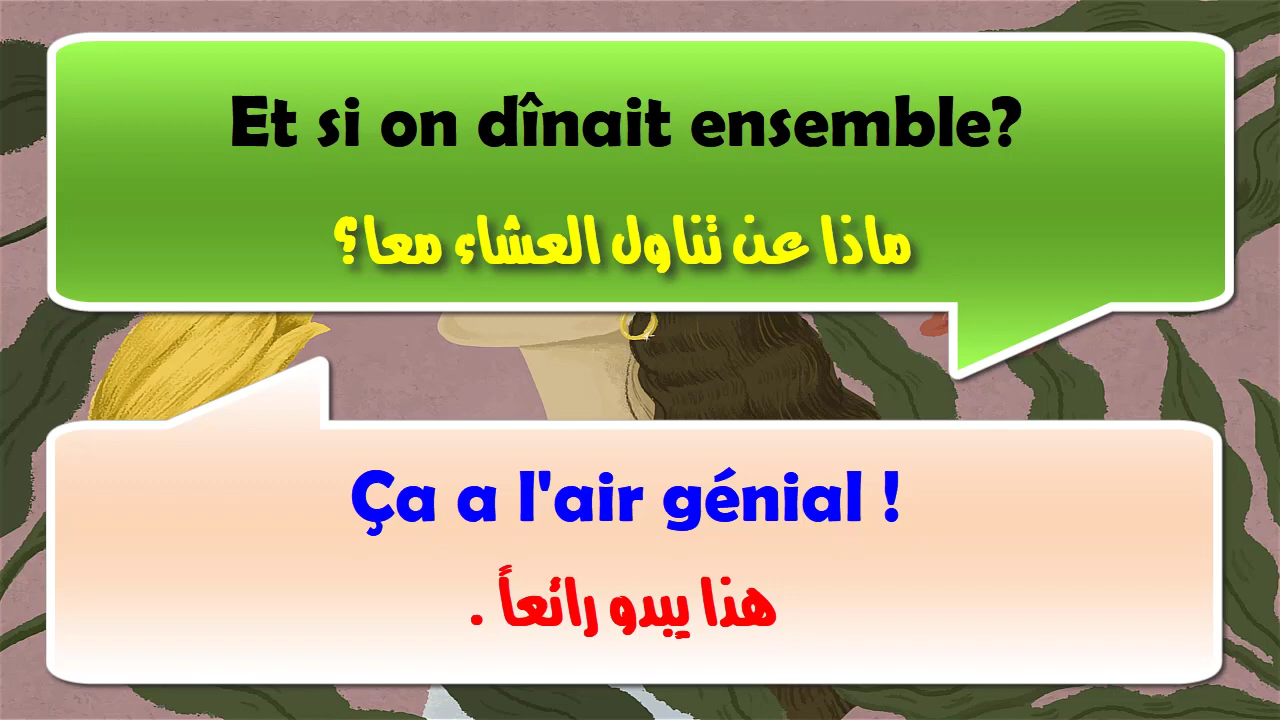 Et si on dînait ensemble?
ماذا عن تناول العشاء معا؟
Ça a l'air génial !
هذا يبدو رائعاً .